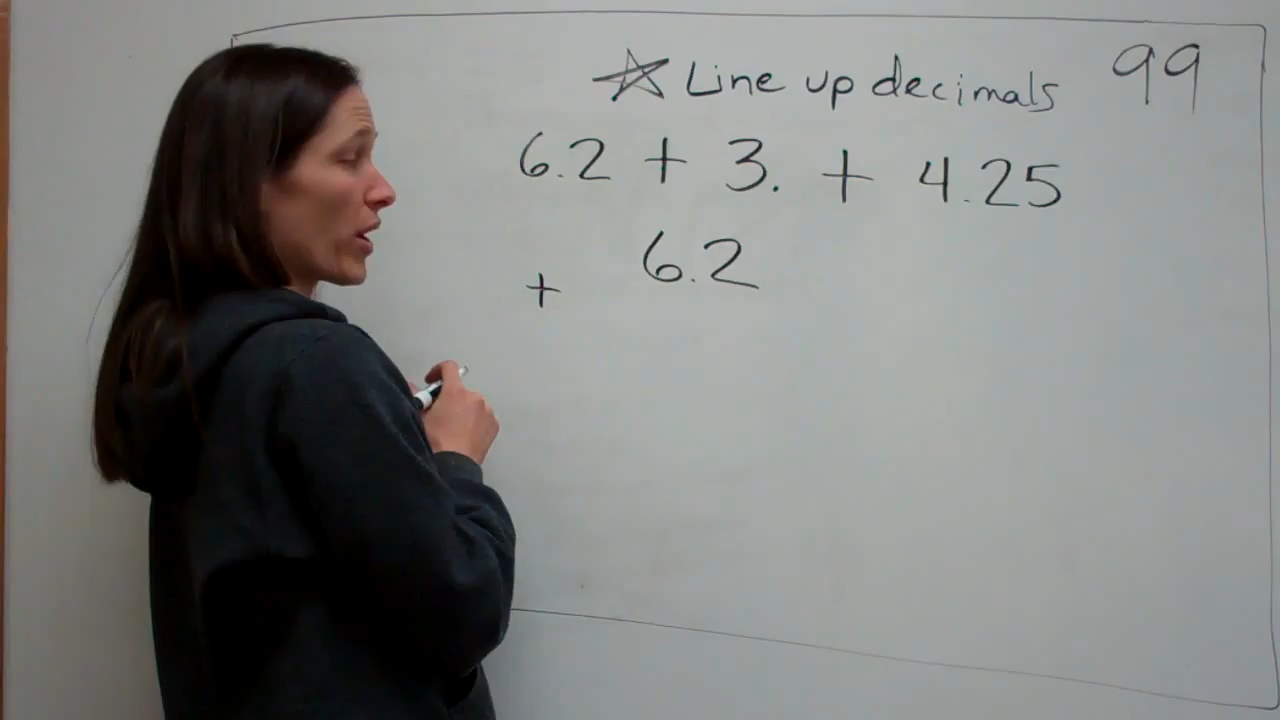 ☆ Line up decimals 99
6.2 + 3. + 4.25
6.2
+